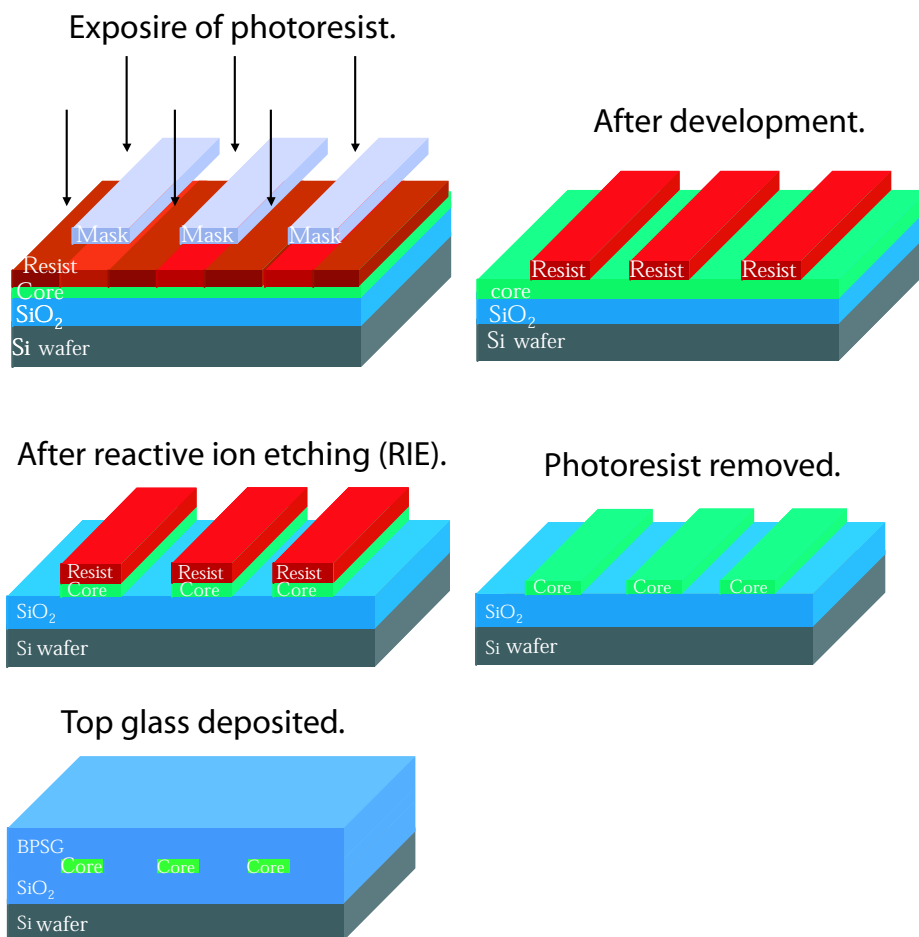 Exposire of photoresist.
Mask Mask Mask
Resist
Core
SiO₂
Si wafer
After development.
Resist Resist Resist
core
SiO₂
Si wafer
After reactive ion etching (RIE).
Resist Resist Resist
Core Core Core
SiO₂
Si wafer
Photoresist removed.
Core Core Core
SiO₂
Si wafer
Top glass deposited.
BPSG
Core Core Core
SiO₂
Si wafer